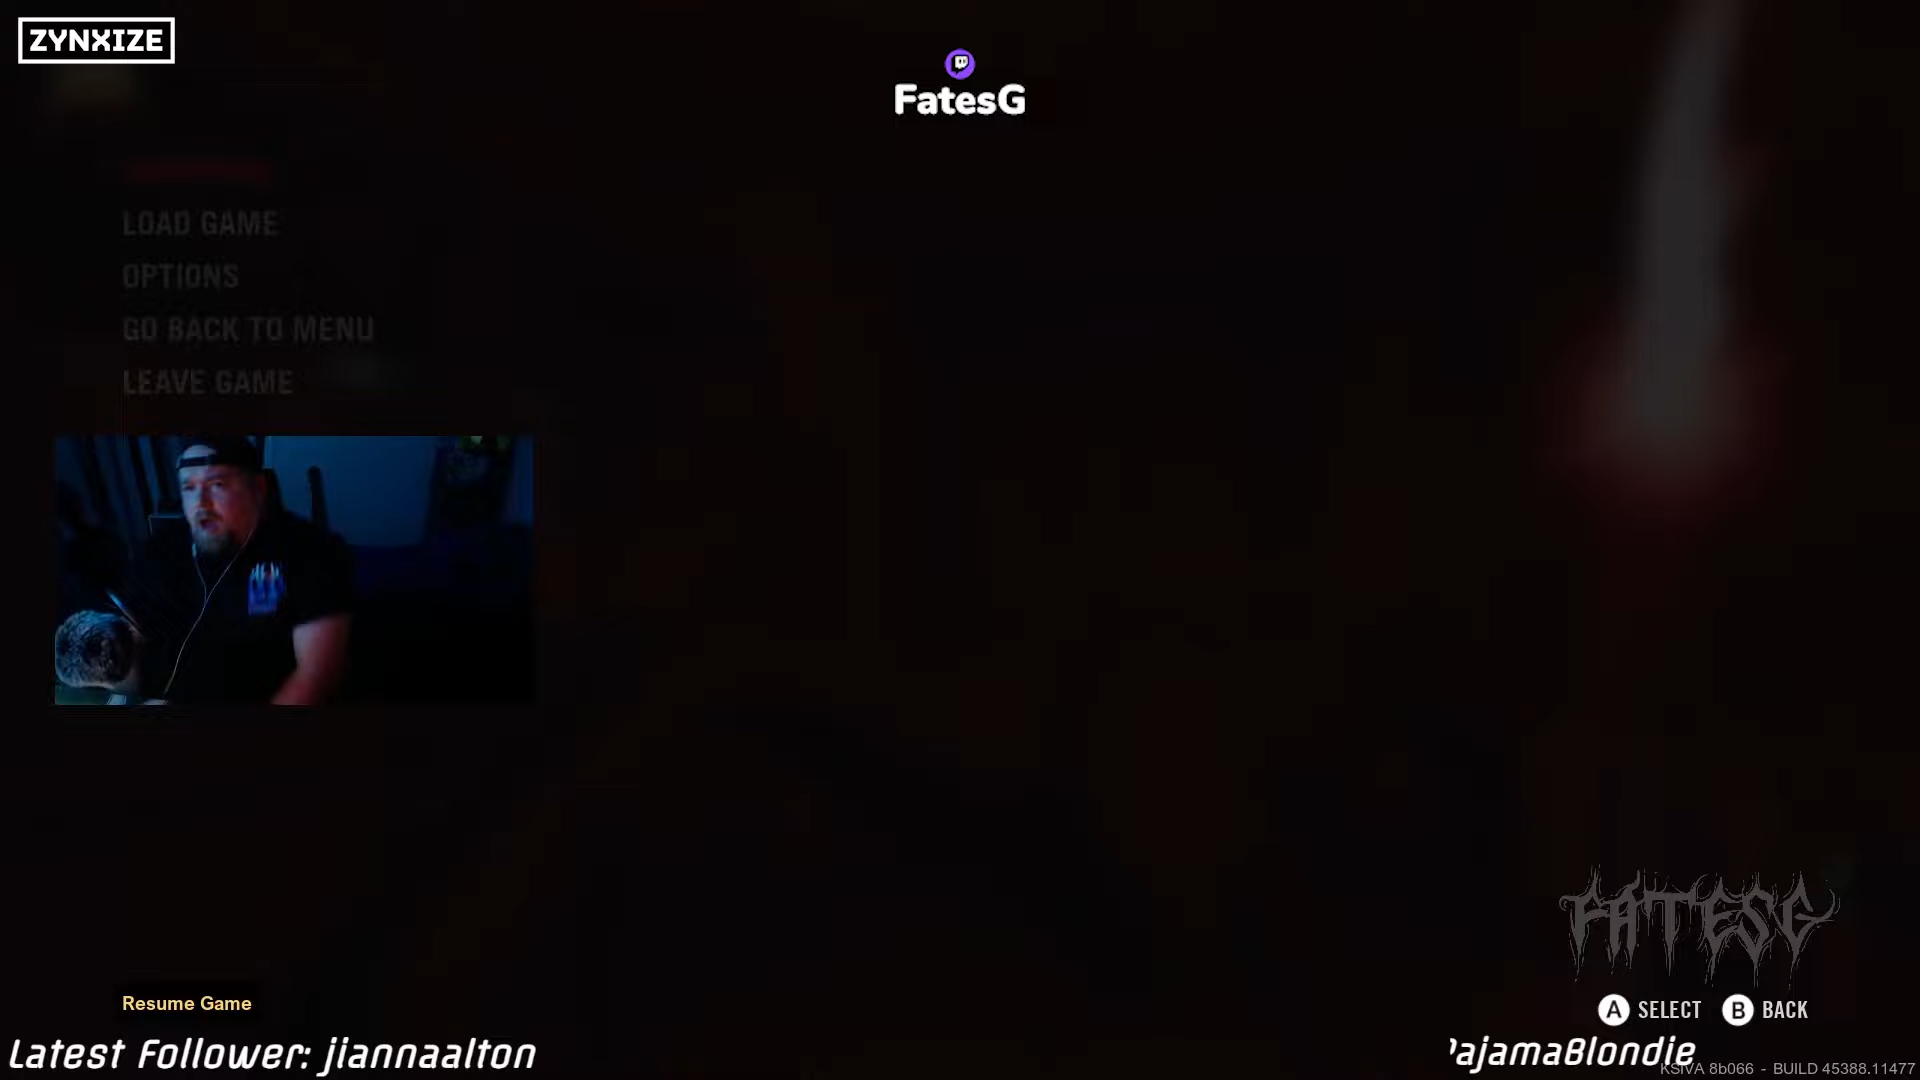 ZYNXIZE
FatesG
LOAD GAME
OPTIONS
GO BACK TO MENU
LEAVE GAME
FATESG
Resume Game
A SELECT B BACK
Latest Follower: jiannaalton
PajamaBlondie
KSIVA 8b066 - BUILD 45388.11477